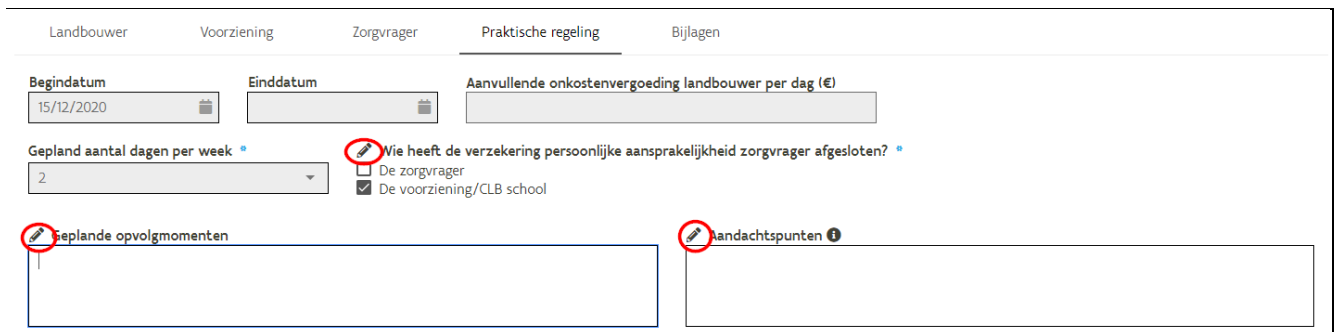 Landbouwer Voorziening Zorgvrager Praktische regeling Bijlagen
Begindatum Einddatum Aanvullende onkostenvergoeding landbouwer per dag (€)
15/12/2020
Gepland aantal dagen per week * Wie heeft de verzekering persoonlijke aansprakelijkheid zorgvrager afgesloten? *
2 De zorgvrager
De voorziening/CLB school
Geplande opvolgmomenten Aandachtspunten